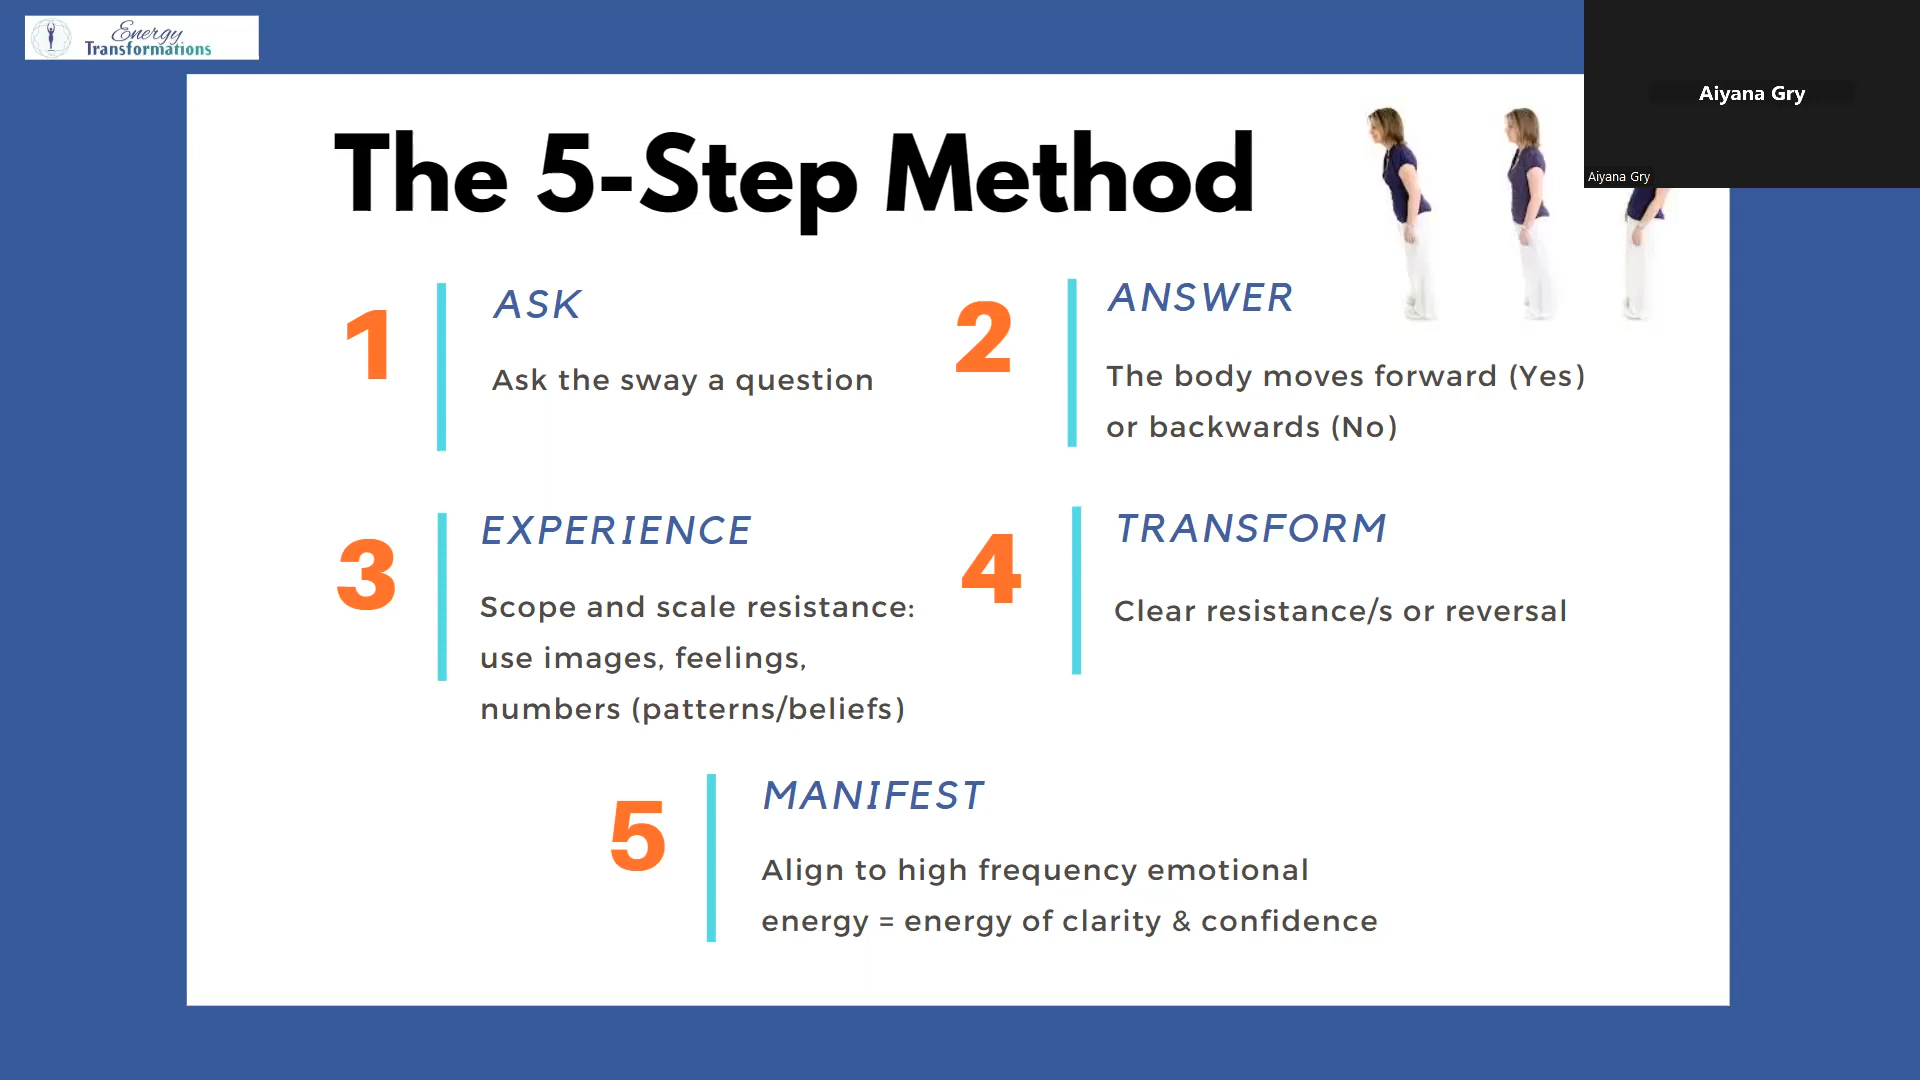 Energy
Transformations
Aiyana Gry
Aiyana Gry
The 5-Step Method
1
ASK
Ask the sway a question
2
ANSWER
The body moves forward (Yes)
or backwards (No)
3
EXPERIENCE
Scope and scale resistance:
use images, feelings,
numbers (patterns/beliefs)
4
TRANSFORM
Clear resistance/s or reversal
5
MANIFEST
Align to high frequency emotional
energy = energy of clarity & confidence